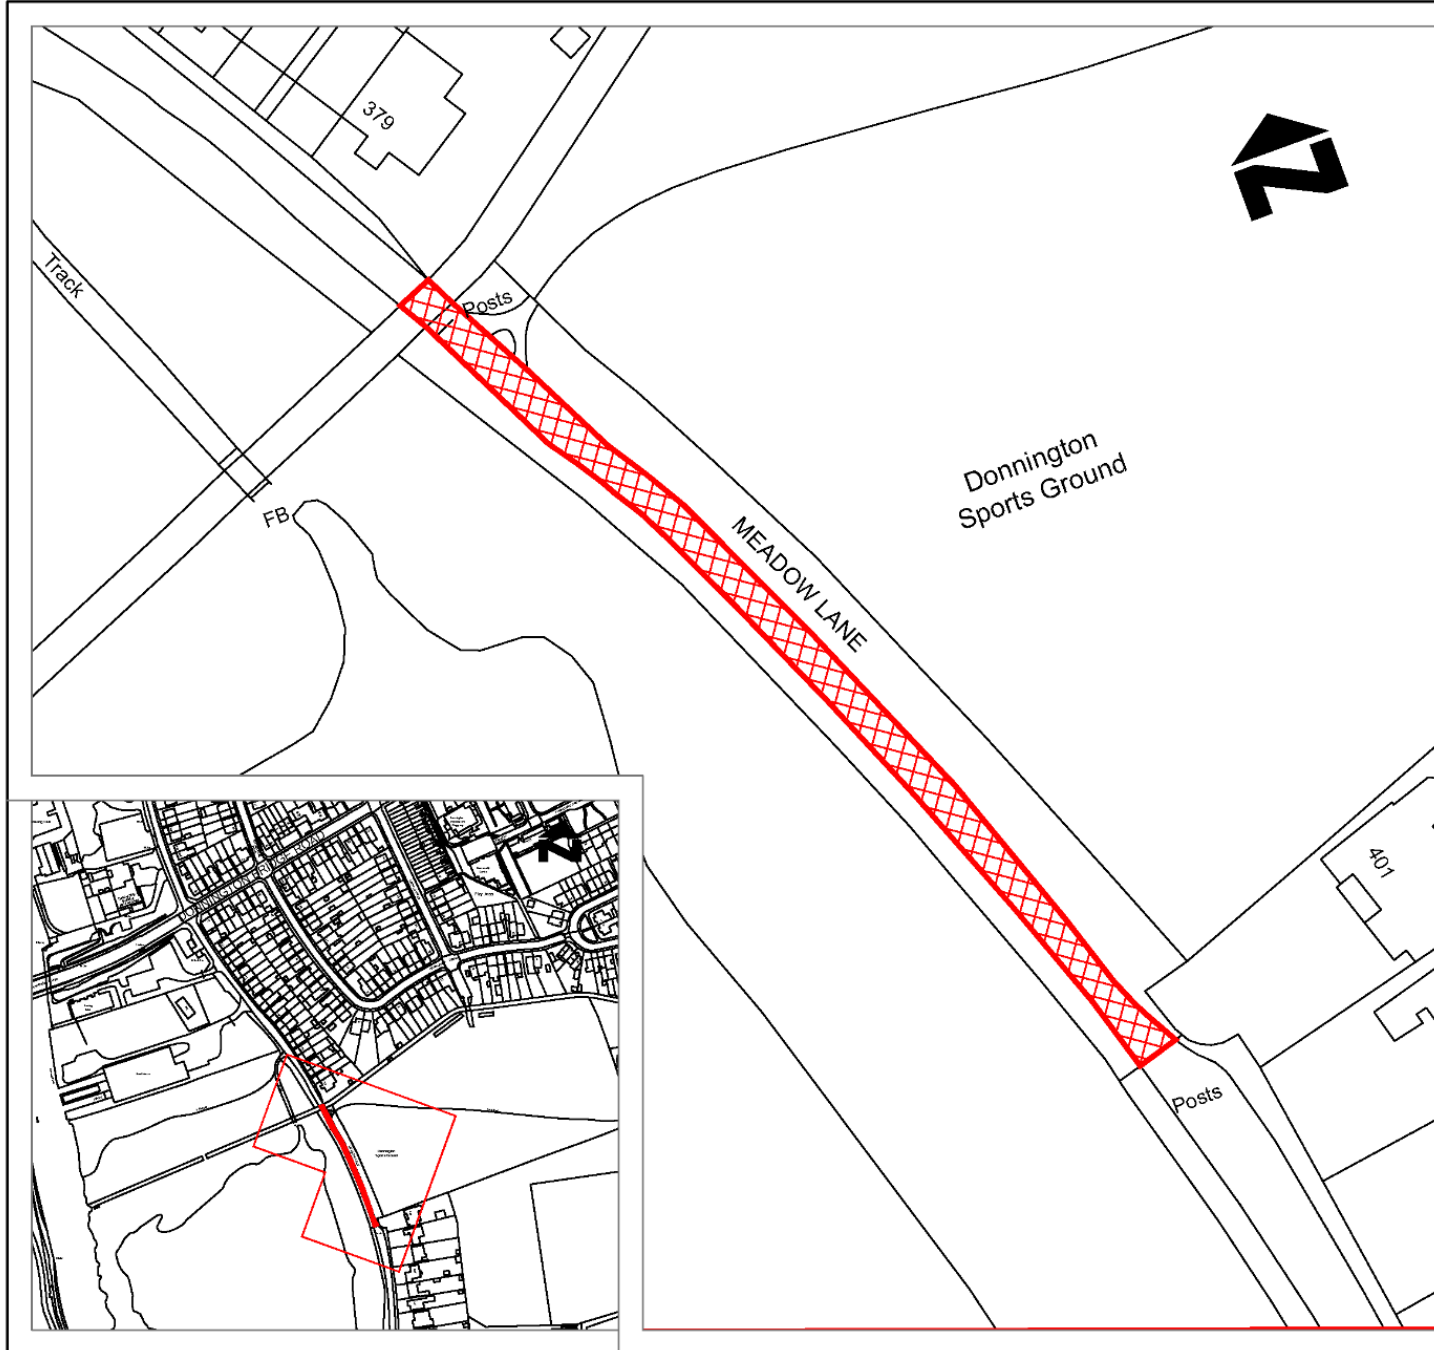 379
Posts
Track
Donnington
Sports Ground
FB
MEADOW LANE
401
Posts
N
DONNINGTON BRIDGE ROAD
N